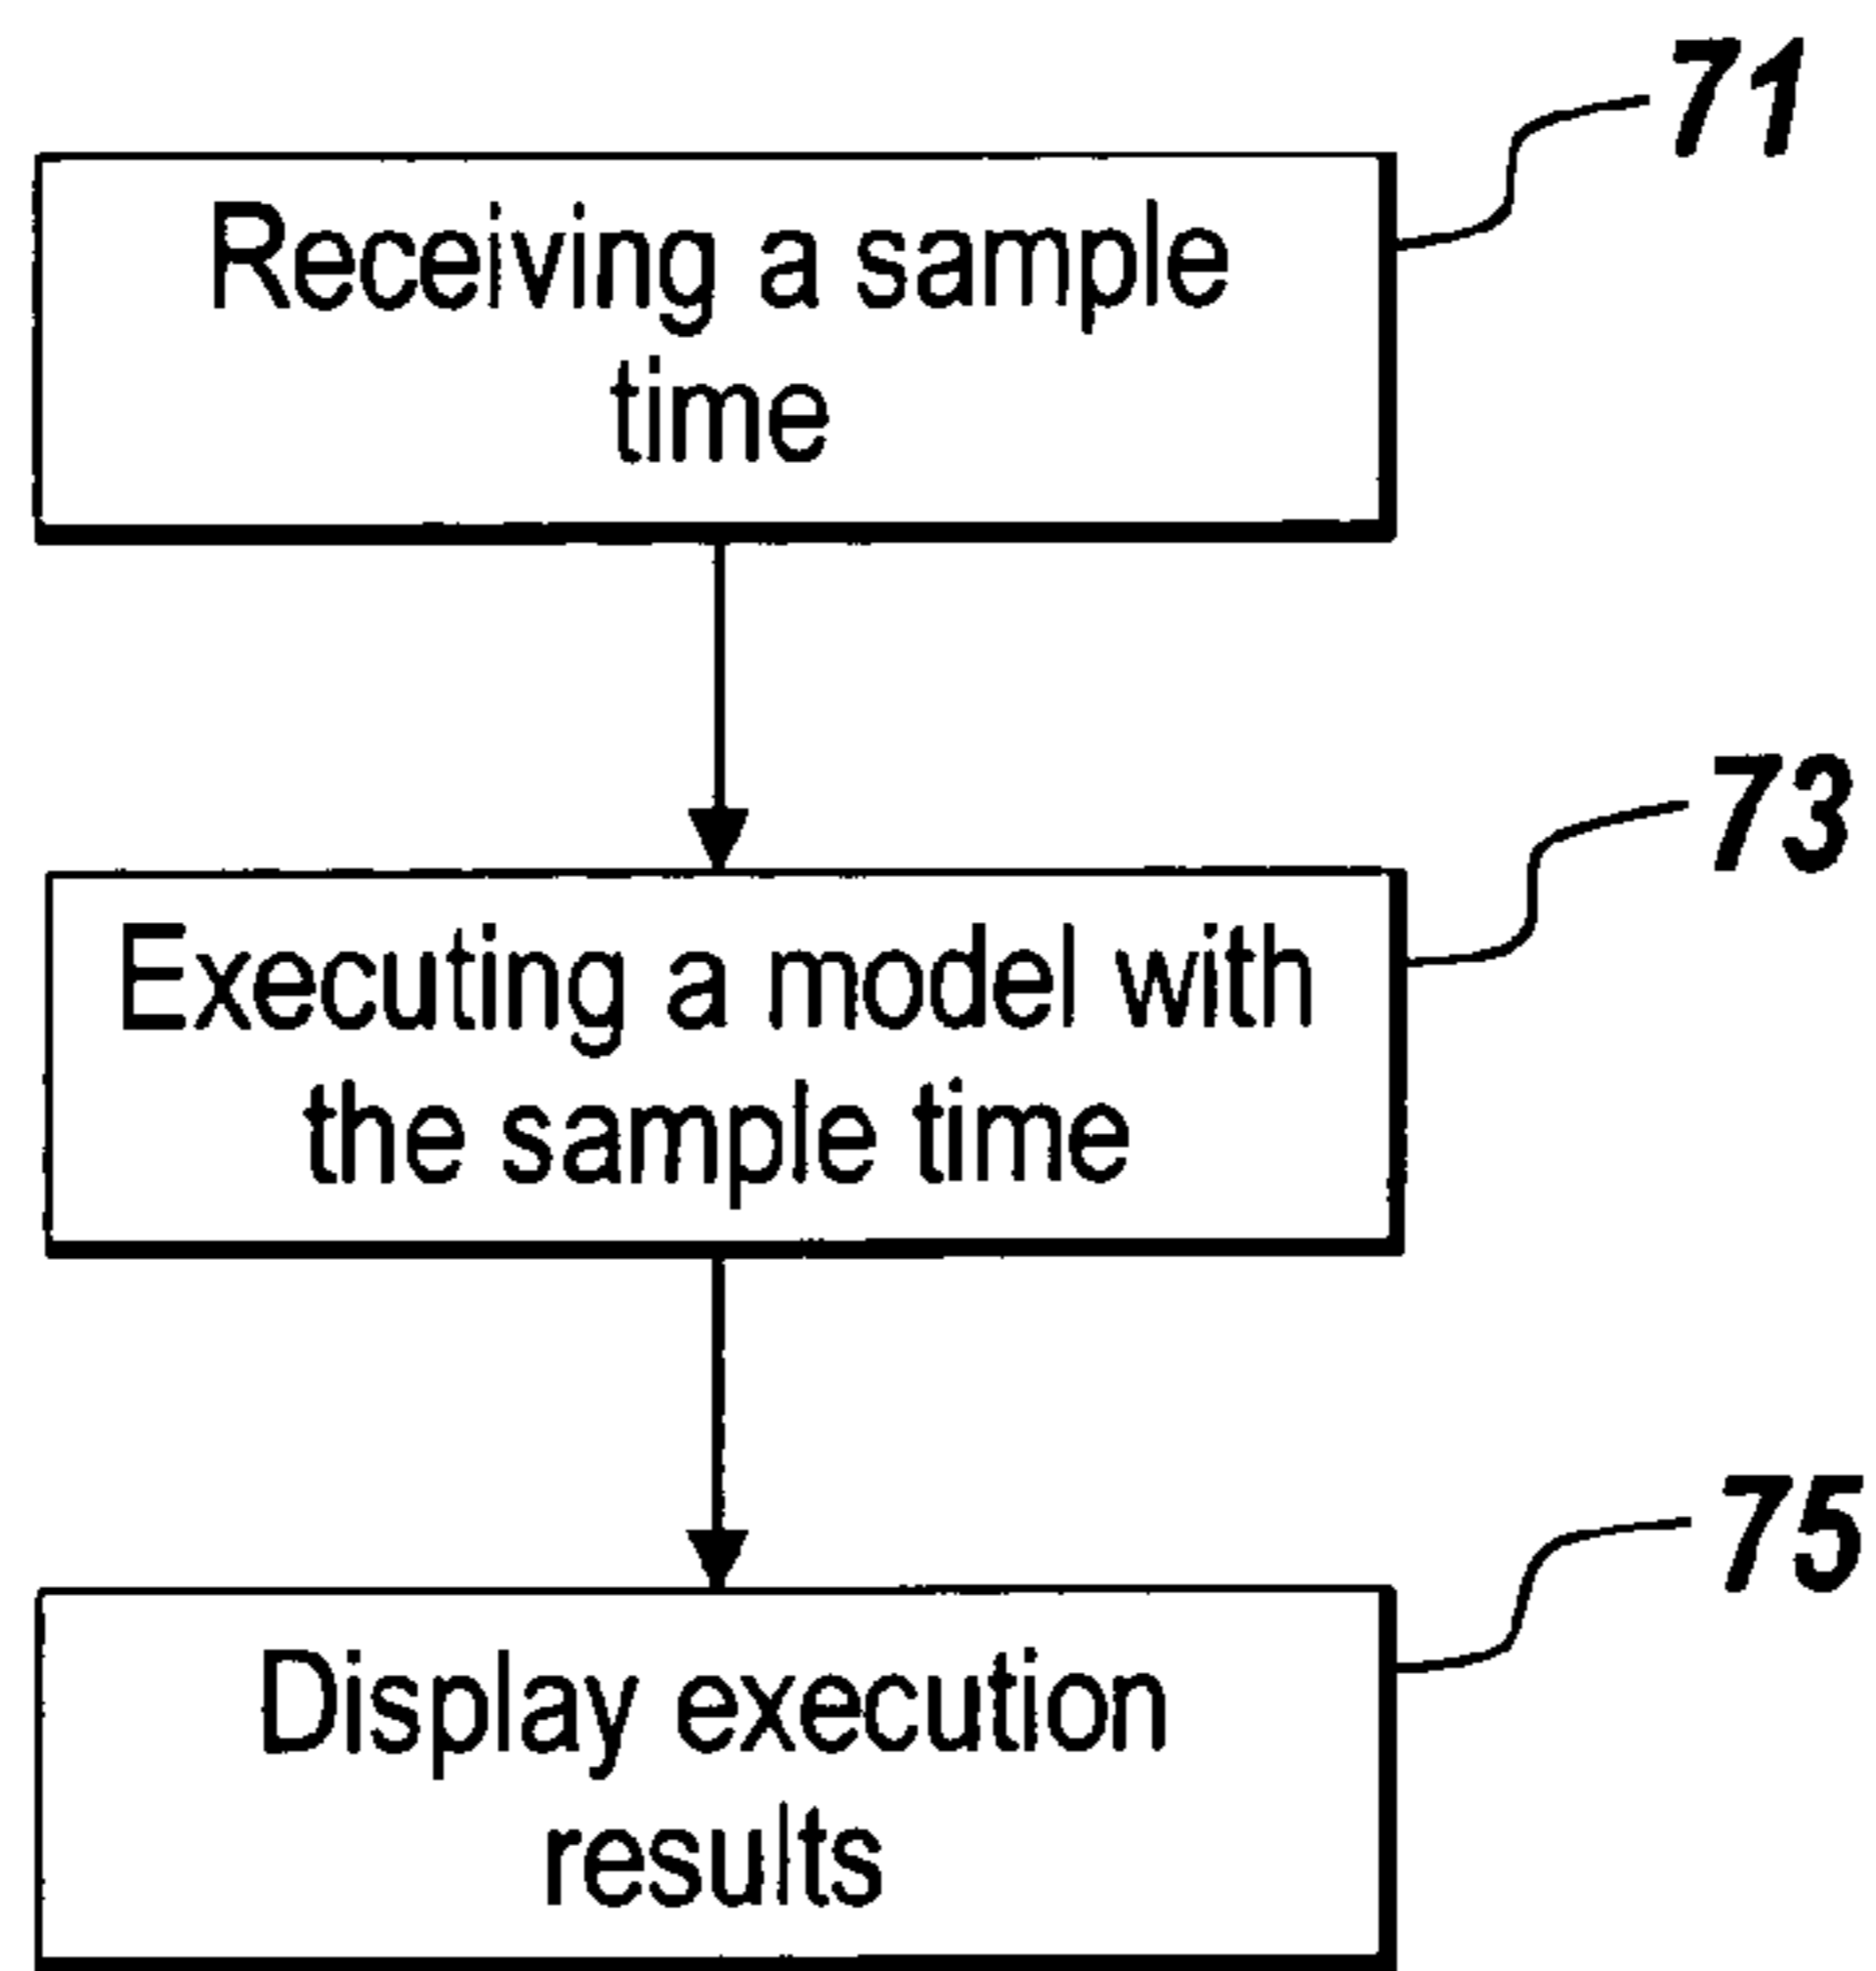 71
Receiving a sample
time
73
Executing a model with
the sample time
75
Display execution
results